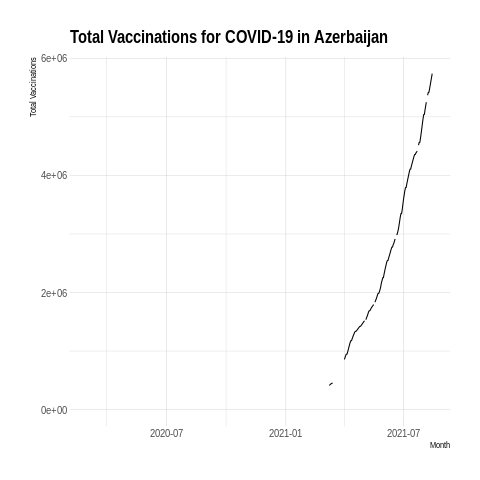 Total Vaccinations for COVID-19 in Azerbaijan
Total Vaccinations
6e+06
4e+06
2e+06
0e+00
2020-07
2021-01
2021-07
Month